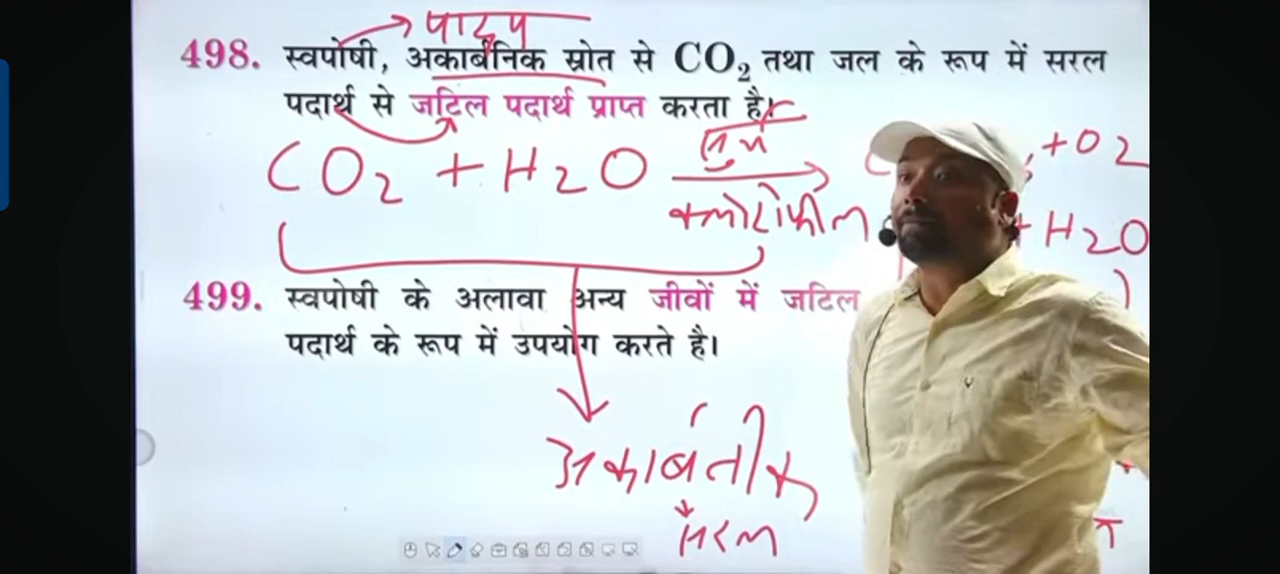 पादप
498. स्वपोषी, अकार्बनिक स्रोत से CO₂ तथा जल के रूप में सरल
पदार्थ से जटिल पदार्थ प्राप्त करता है।
CO2 + H2O सूर्य + O2
क्लोरोफील + H2O
499. स्वपोषी के अलावा अन्य जीवों में जटिल
पदार्थ के रूप में उपयोग करते है।
अकार्बनीक
सरल